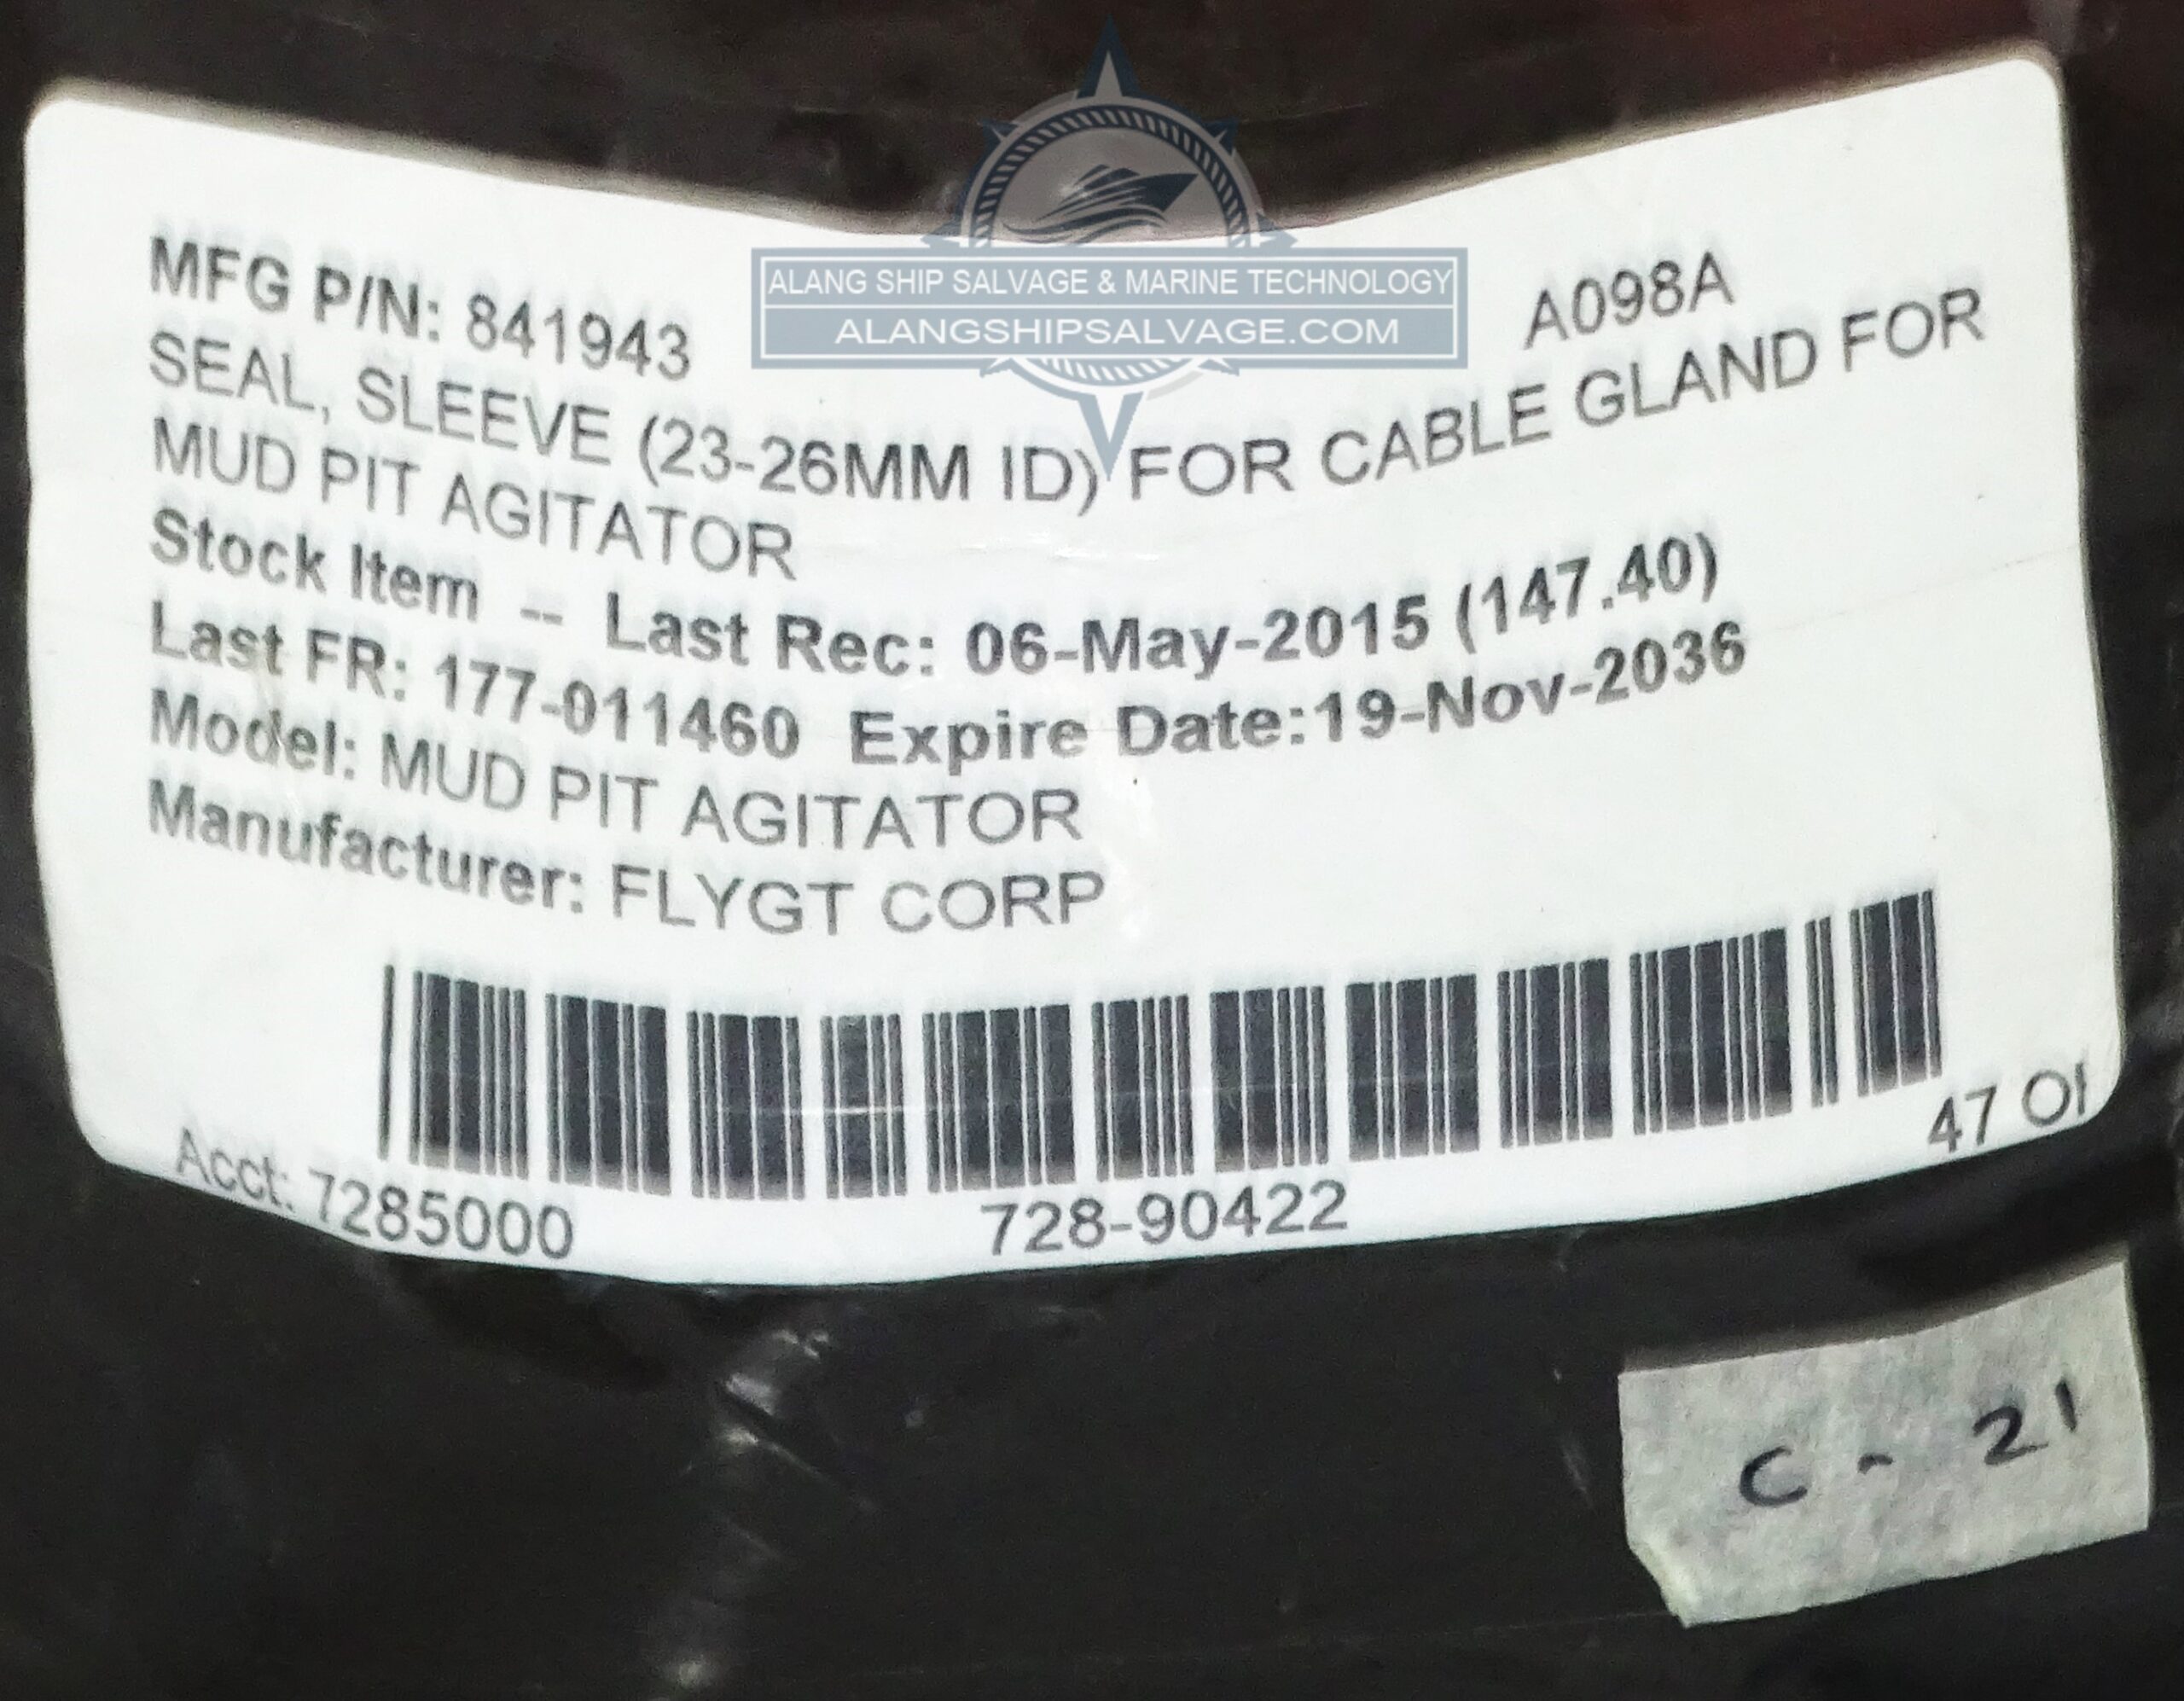 ALANG SHIP SALVAGE & MARINE TECHNOLOGY
ALANGSHIPSALVAGE.COM
MFG P/N: 841943 A098A
SEAL, SLEEVE (23-26MM ID) FOR CABLE GLAND FOR
MUD PIT AGITATOR
Stock Item -- Last Rec: 06-May-2015 (147.40)
Last FR: 177-011460 Expire Date:19-Nov-2036
Model: MUD PIT AGITATOR
Manufacturer: FLYGT CORP
Acct: 7285000 728-90422 47
C - 21